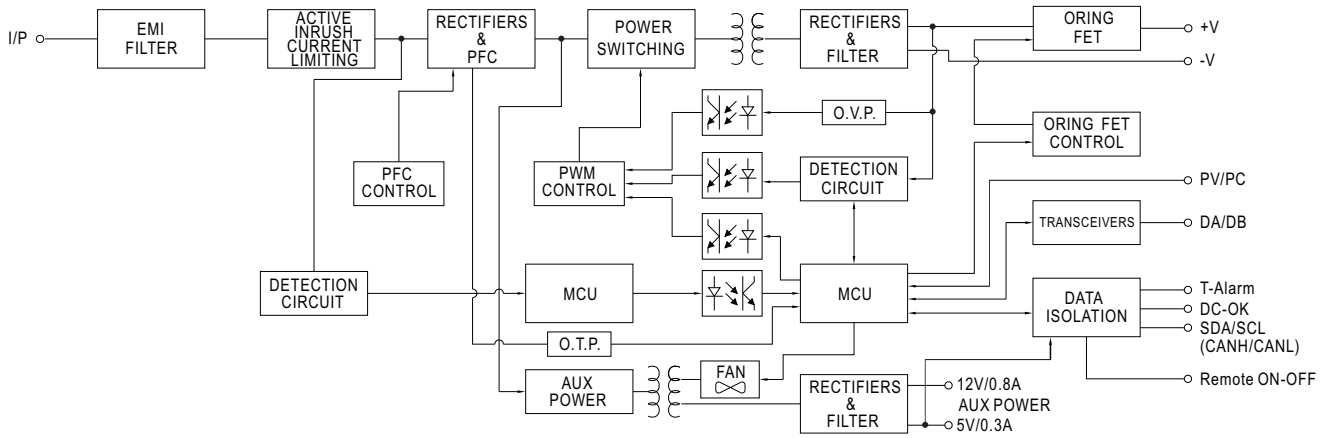 I/P
EMI
FILTER
ACTIVE
INRUSH
CURRENT
LIMITING
RECTIFIERS
&
PFC
POWER
SWITCHING
RECTIFIERS
&
FILTER
ORING
FET
+V
-V
O.V.P.
ORING FET
CONTROL
PFC
CONTROL
PWM
CONTROL
DETECTION
CIRCUIT
PV/PC
TRANSCEIVERS
DA/DB
DETECTION
CIRCUIT
MCU
MCU
DATA
ISOLATION
T-Alarm
DC-OK
SDA/SCL
(CANH/CANL)
O.T.P.
Remote ON-OFF
AUX
POWER
FAN
RECTIFIERS
&
FILTER
12V/0.8A
AUX POWER
5V/0.3A